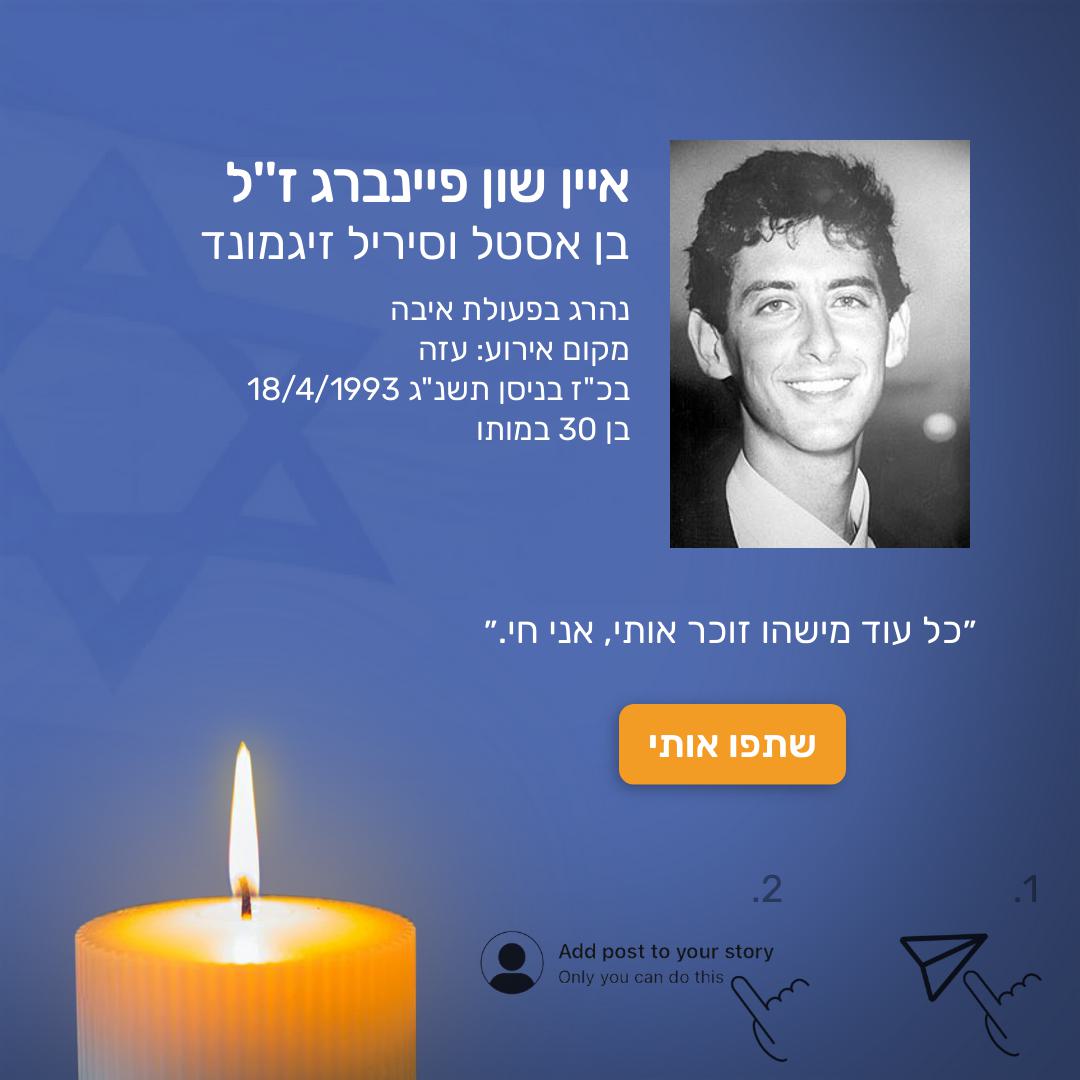 איין שון פיינברג ז"ל
בן אסטל וסיריל זיגמונד
נהרג בפעולת איבה
מקום אירוע: עזה
בכ"ז בניסן תשנ"ג 18/4/1993
בן 30 במותו
״כל עוד מישהו זוכר אותי, אני חי.״
שתפו אותי
1.
2.
Add post to your story
Only you can do this